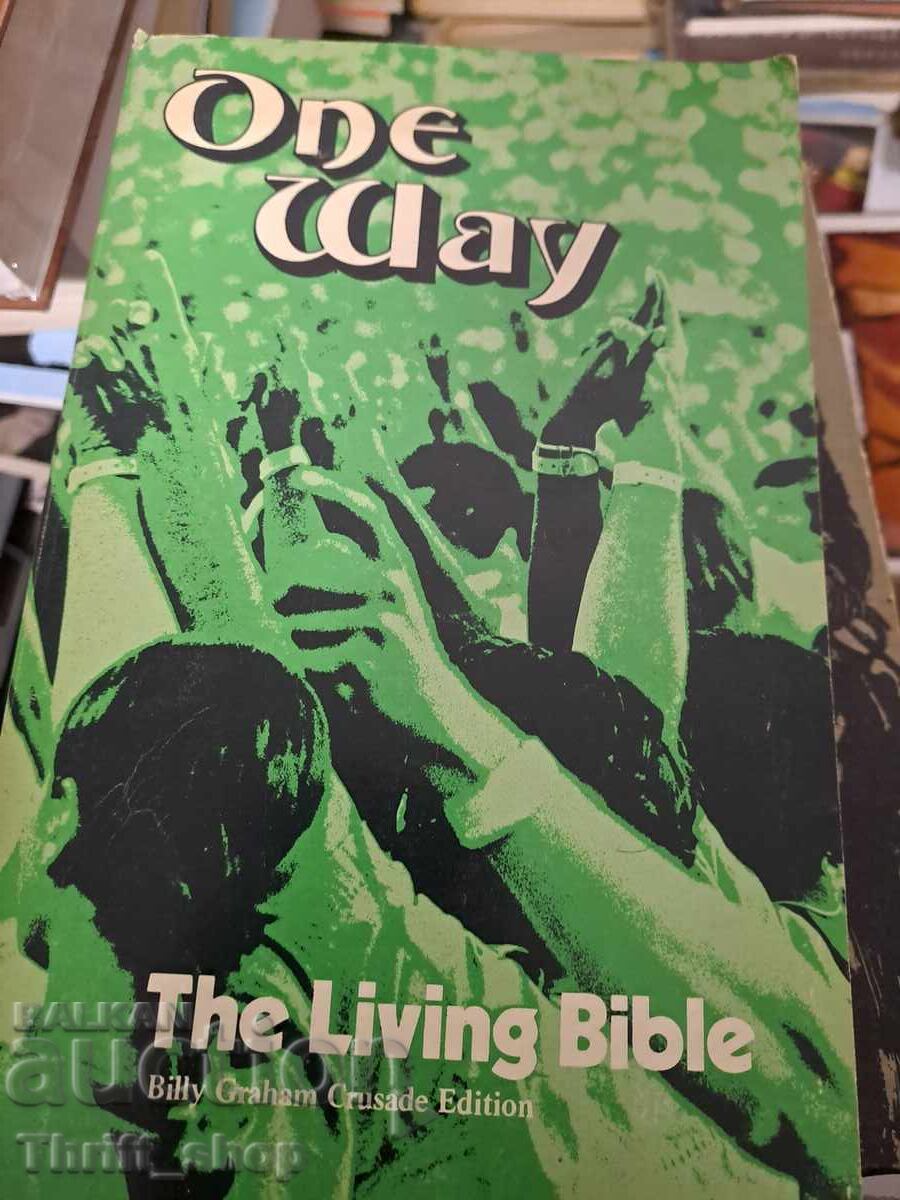 One
Way
The Living Bible
Billy Graham Crusade Edition
BALKAN
auction
Thrift_shop